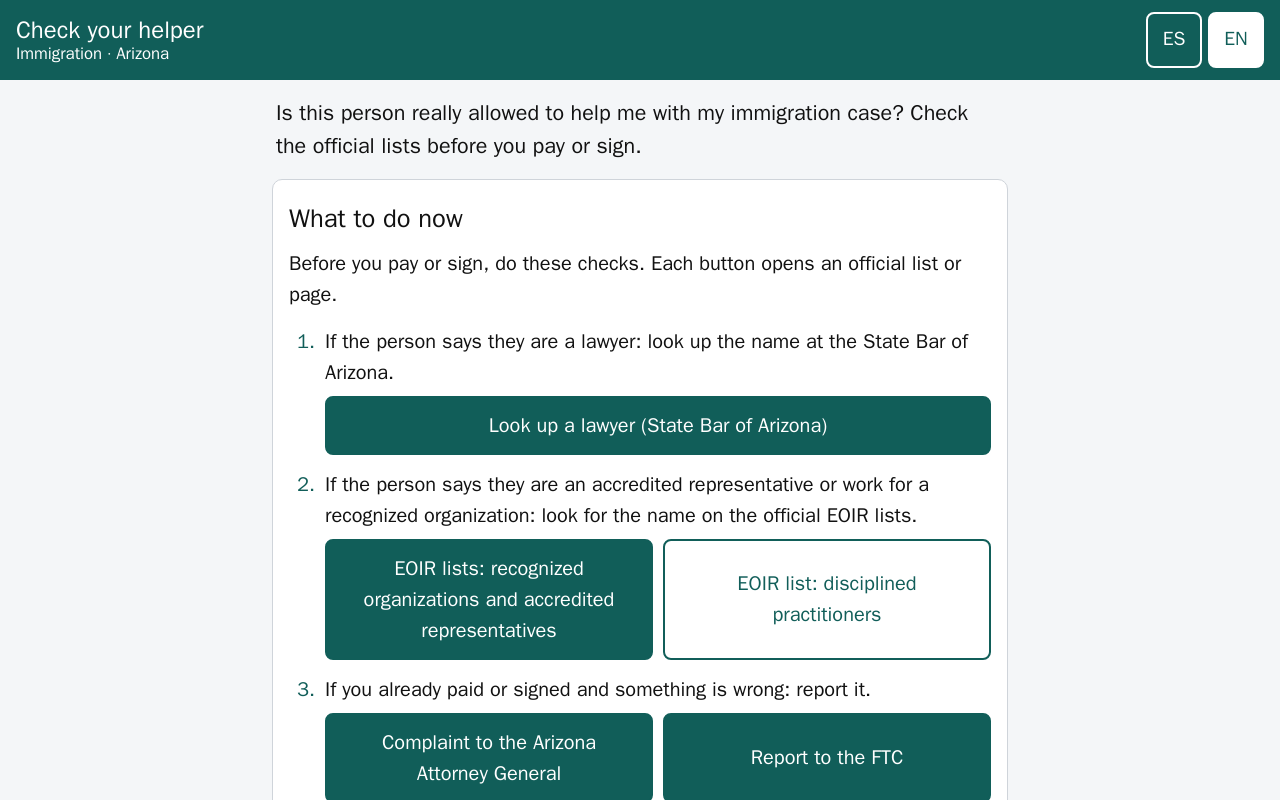 Check your helper
Immigration · Arizona
ES
EN
Is this person really allowed to help me with my immigration case? Check
the official lists before you pay or sign.
What to do now
Before you pay or sign, do these checks. Each button opens an official list or
page.
1. If the person says they are a lawyer: look up the name at the State Bar of
Arizona.
Look up a lawyer (State Bar of Arizona)
2. If the person says they are an accredited representative or work for a
recognized organization: look for the name on the official EOIR lists.
EOIR lists: recognized
organizations and accredited
representatives
EOIR list: disciplined
practitioners
3. If you already paid or signed and something is wrong: report it.
Complaint to the Arizona
Attorney General
Report to the FTC